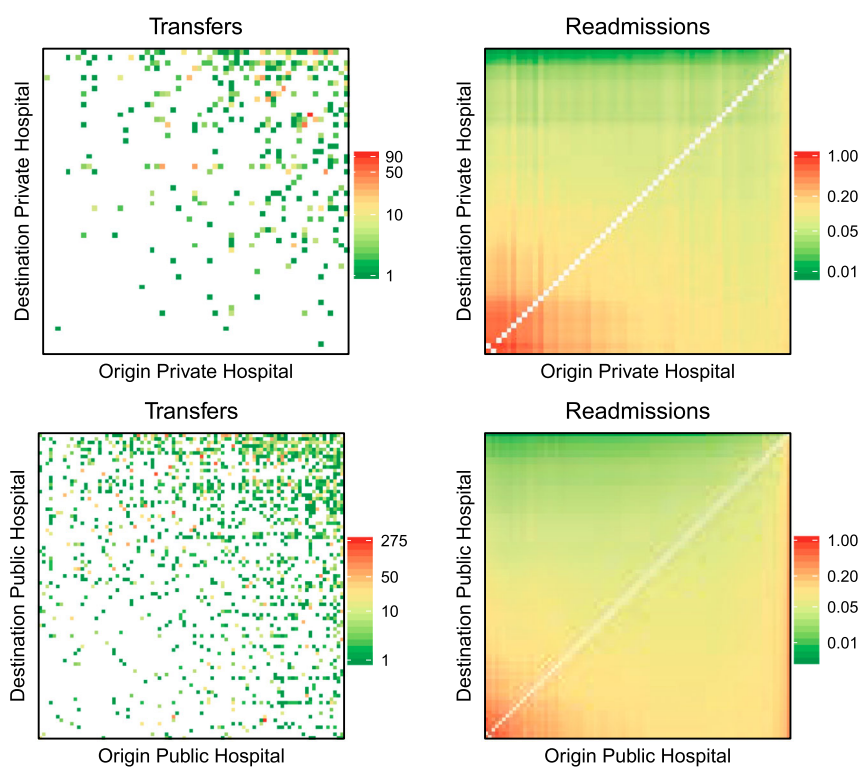 Transfers
Readmissions
Destination Private Hospital
90
50
10
1
Origin Private Hospital
Destination Private Hospital
1.00
0.20
0.05
0.01
Origin Private Hospital
Transfers
Readmissions
Destination Public Hospital
275
50
10
1
Origin Public Hospital
Destination Public Hospital
1.00
0.20
0.05
0.01
Origin Public Hospital